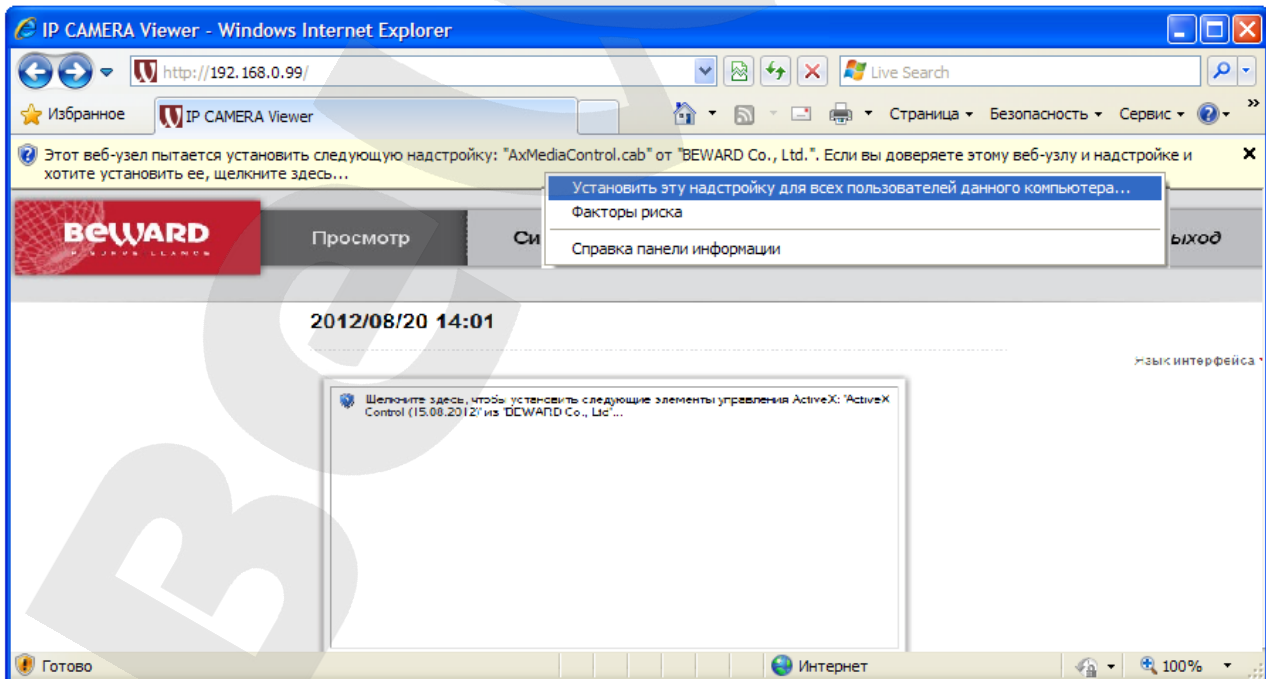 IP CAMERA Viewer - Windows Internet Explorer
http://192.168.0.99/
Live Search
Избранное
IP CAMERA Viewer
Страница
Безопасность
Сервис
»
Этот веб-узел пытается установить следующую надстройку: "AxMediaControl.cab" от "BEWARD Co., Ltd.". Если вы доверяете этому веб-узлу и надстройке и
хотите установить ее, щелкните здесь...
Установить эту надстройку для всех пользователей данного компьютера...
Факторы риска
Справка панели информации
BEWARD
Просмотр
Си
ыход
2012/08/20 14:01
Язык интерфейса
Щелкните здесь, чтобы установить следующие элементы управления ActiveX: 'ActiveX
Control (15.08.2012)' из 'BEWARD Co., Ltd'...
Готово
Интернет
100%